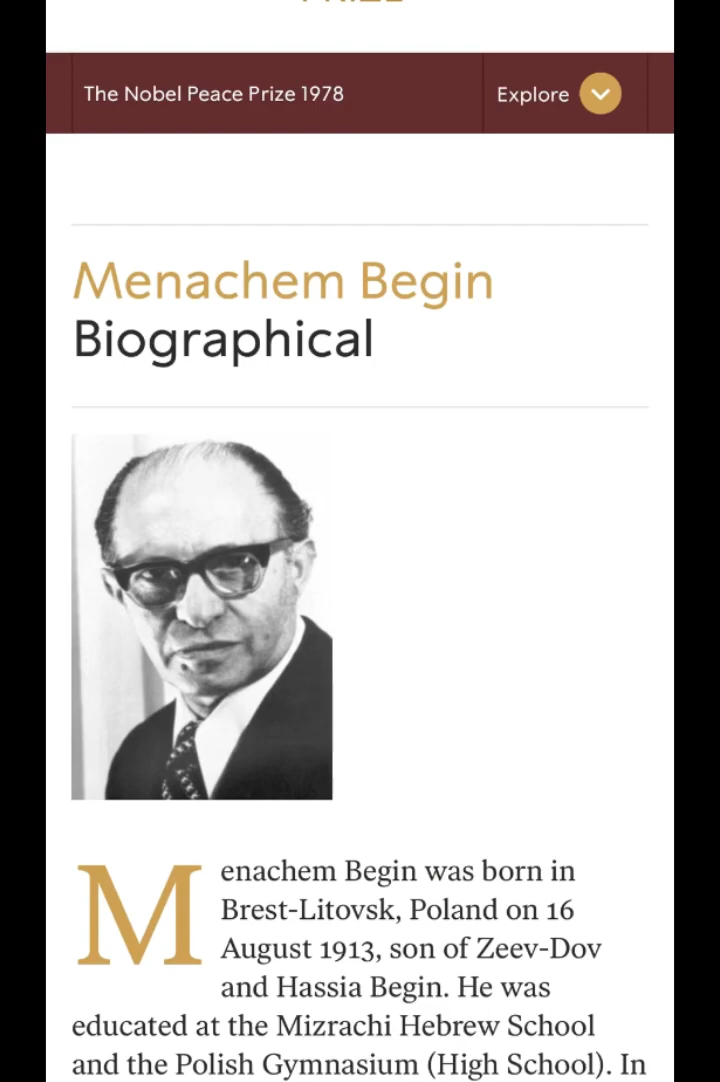 The Nobel Peace Prize 1978
Explore
Menachem Begin
Biographical
Menachem Begin was born in
Brest-Litovsk, Poland on 16
August 1913, son of Zeev-Dov
and Hassia Begin. He was
educated at the Mizrachi Hebrew School
and the Polish Gymnasium (High School). In